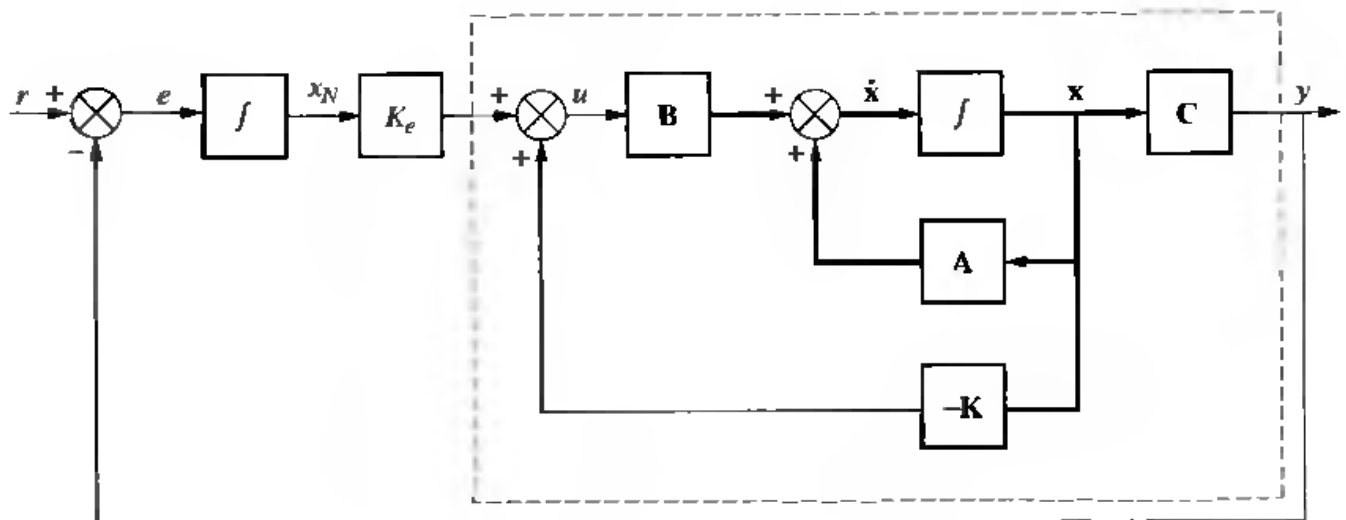 r + e ∫ x_N K_e + u B + ẋ ∫ x C y
− + +
A
−K